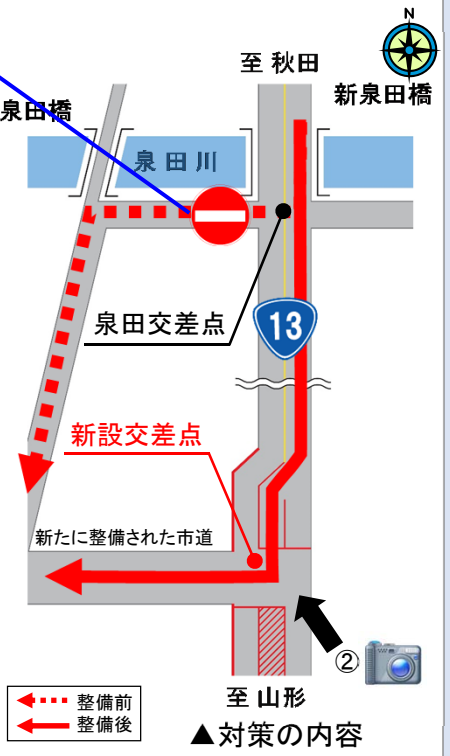 N
至 秋田
新泉田橋
泉田橋
泉田川
泉田交差点
13
新設交差点
新たに整備された市道
②
至 山形
整備前
整備後
▲対策の内容